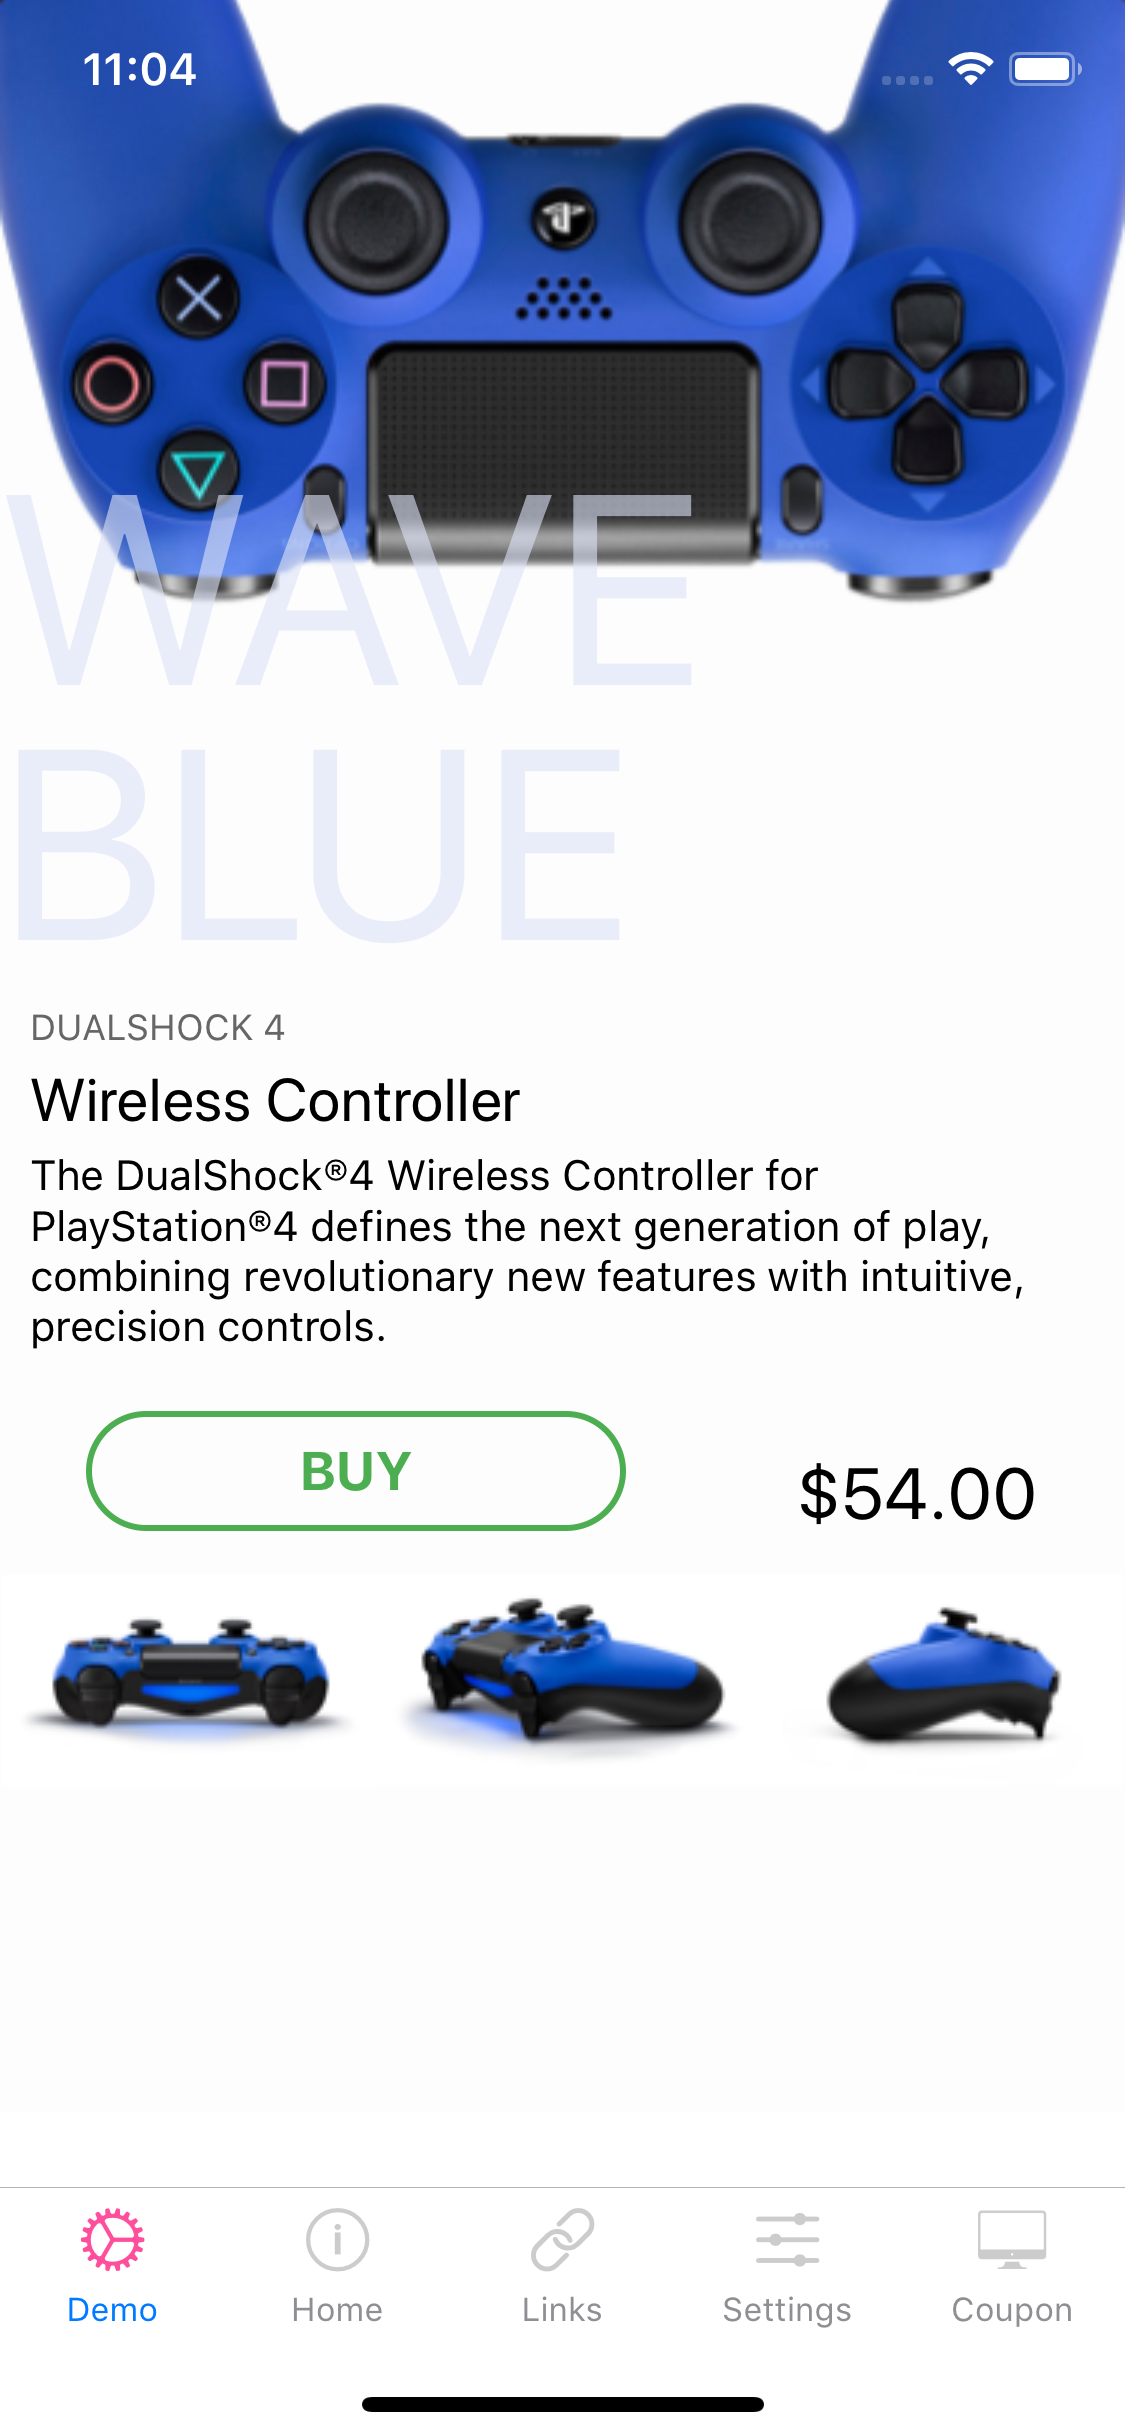 11:04
WAVE
BLUE
DUALSHOCK 4
Wireless Controller
The DualShock®4 Wireless Controller for
PlayStation®4 defines the next generation of play,
combining revolutionary new features with intuitive,
precision controls.
BUY
$54.00
Demo
Home
Links
Settings
Coupon